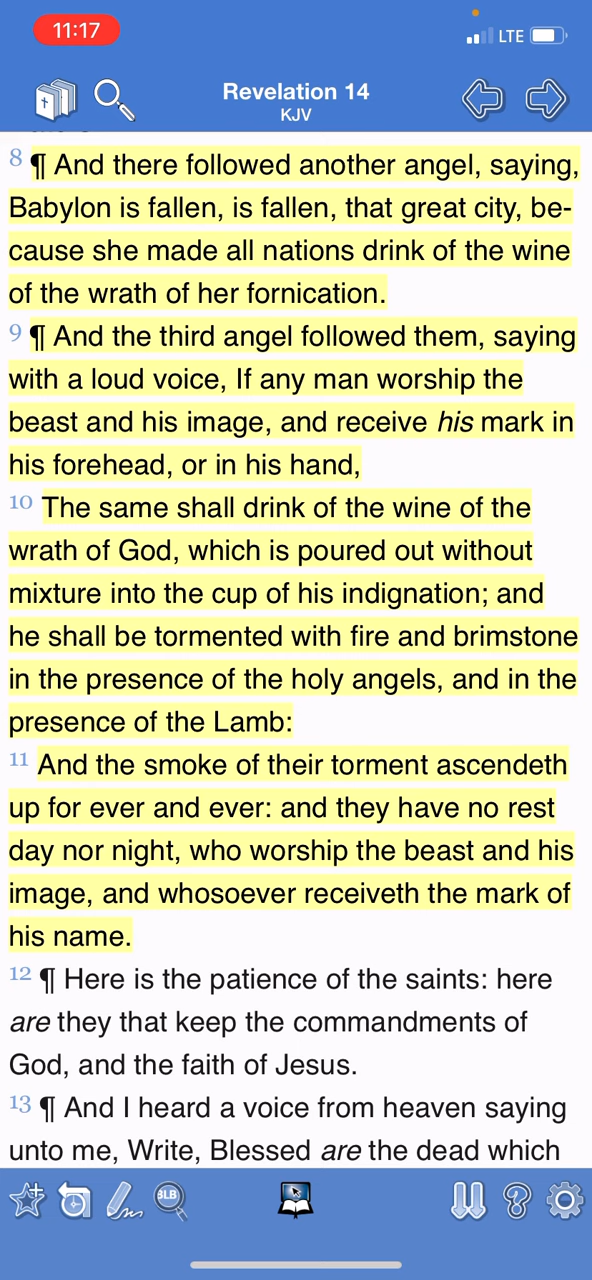 11:17
LTE
Revelation 14
KJV
8 ¶ And there followed another angel, saying,
Babylon is fallen, is fallen, that great city, be-
cause she made all nations drink of the wine
of the wrath of her fornication.
9 ¶ And the third angel followed them, saying
with a loud voice, If any man worship the
beast and his image, and receive his mark in
his forehead, or in his hand,
10 The same shall drink of the wine of the
wrath of God, which is poured out without
mixture into the cup of his indignation; and
he shall be tormented with fire and brimstone
in the presence of the holy angels, and in the
presence of the Lamb:
11 And the smoke of their torment ascendeth
up for ever and ever: and they have no rest
day nor night, who worship the beast and his
image, and whosoever receiveth the mark of
his name.
12 ¶ Here is the patience of the saints: here
are they that keep the commandments of
God, and the faith of Jesus.
13 ¶ And I heard a voice from heaven saying
unto me, Write, Blessed are the dead which
BLB